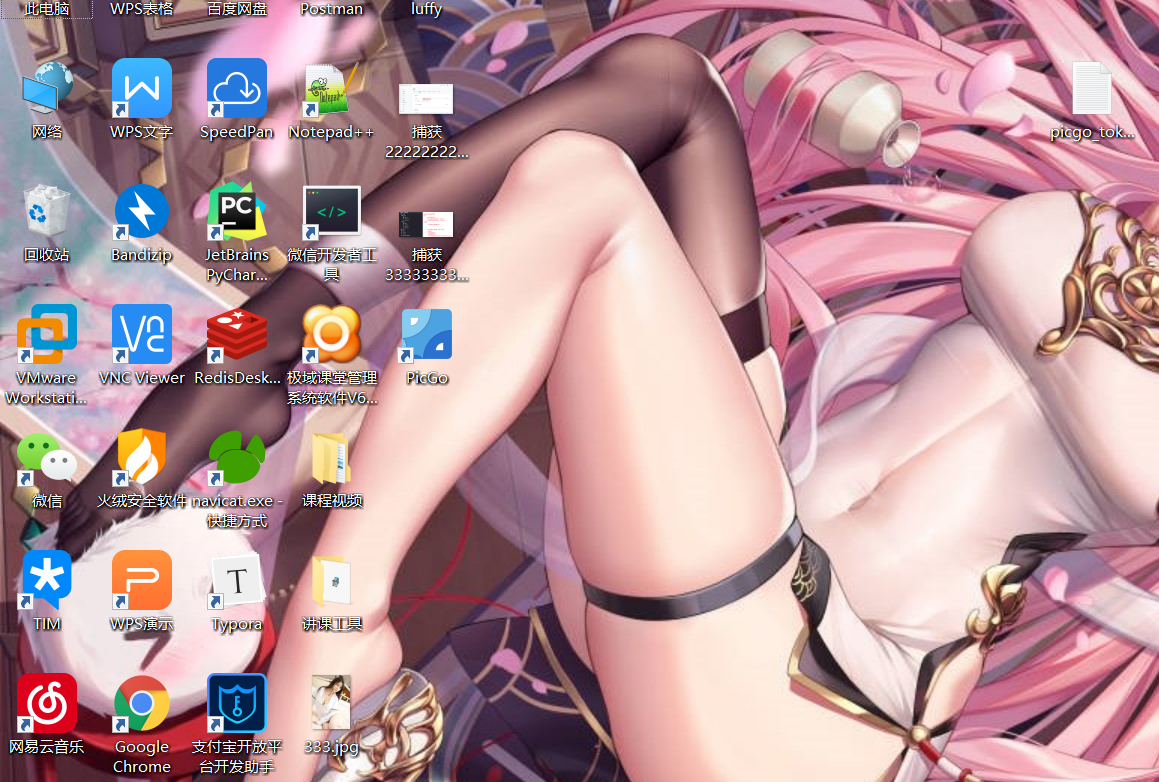 此电脑
WPS表格
百度网盘
Postman
luffy
网络
WPS文字
SpeedPan
Notepad++
捕获
22222222...
picgo_tok...
回收站
Bandizip
PC
JetBrains
PyChar...
</>
微信开发者工
具
捕获
33333333...
VMware
Workstati...
VNC Viewer
RedisDesk...
极域课堂管理
系统软件V6...
PicGo
微信
火绒安全软件
navicat.exe -
快捷方式
课程视频
TIM
WPS演示
T
Typora
讲课工具
网易云音乐
Google
Chrome
支付宝开放平
台开发助手
333.jpg